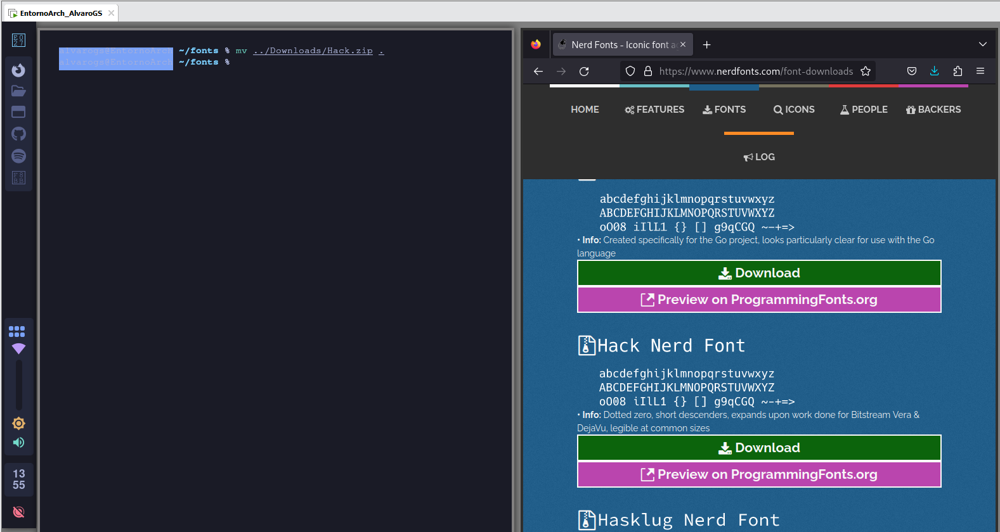 EntornoArch_AlvaroGS
E0
27
F8
BB
13
55
alvarogs@EntornoArch ~/fonts % mv ../Downloads/Hack.zip .
alvarogs@EntornoArch ~/fonts %
Nerd Fonts - Iconic font a
https://www.nerdfonts.com/font-downloads
HOME
FEATURES
FONTS
ICONS
PEOPLE
BACKERS
LOG
abcdefghijklmnopqrstuvwxyz
ABCDEFGHIJKLMNOPQRSTUVWXYZ
oO08 iIlL1 {} [] g9qCGQ ~-+=>
• Info: Created specifically for the Go project, looks particularly clear for use with the Go
language
Download
Preview on ProgrammingFonts.org
Hack Nerd Font
abcdefghijklmnopqrstuvwxyz
ABCDEFGHIJKLMNOPQRSTUVWXYZ
oO08 iIlL1 {} [] g9qCGQ ~-+=>
• Info: Dotted zero, short descenders, expands upon work done for Bitstream Vera &
DejaVu, legible at common sizes
Download
Preview on ProgrammingFonts.org
Hasklug Nerd Font